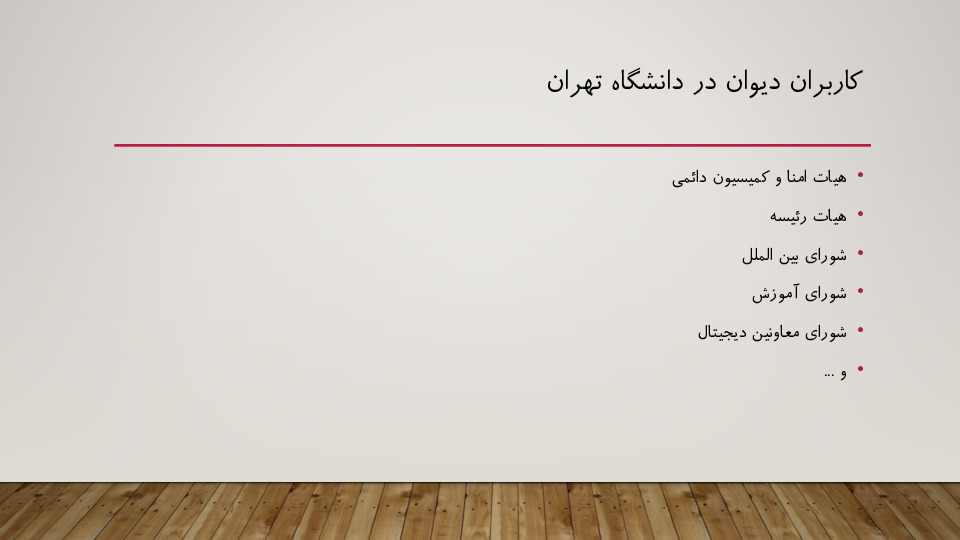 کاربران دیوان در دانشگاه تهران
• هیات امنا و کمیسیون دائمی
• هیات رئیسه
• شورای بین الملل
• شورای آموزش
• شورای معاونین دیجیتال
• و ...